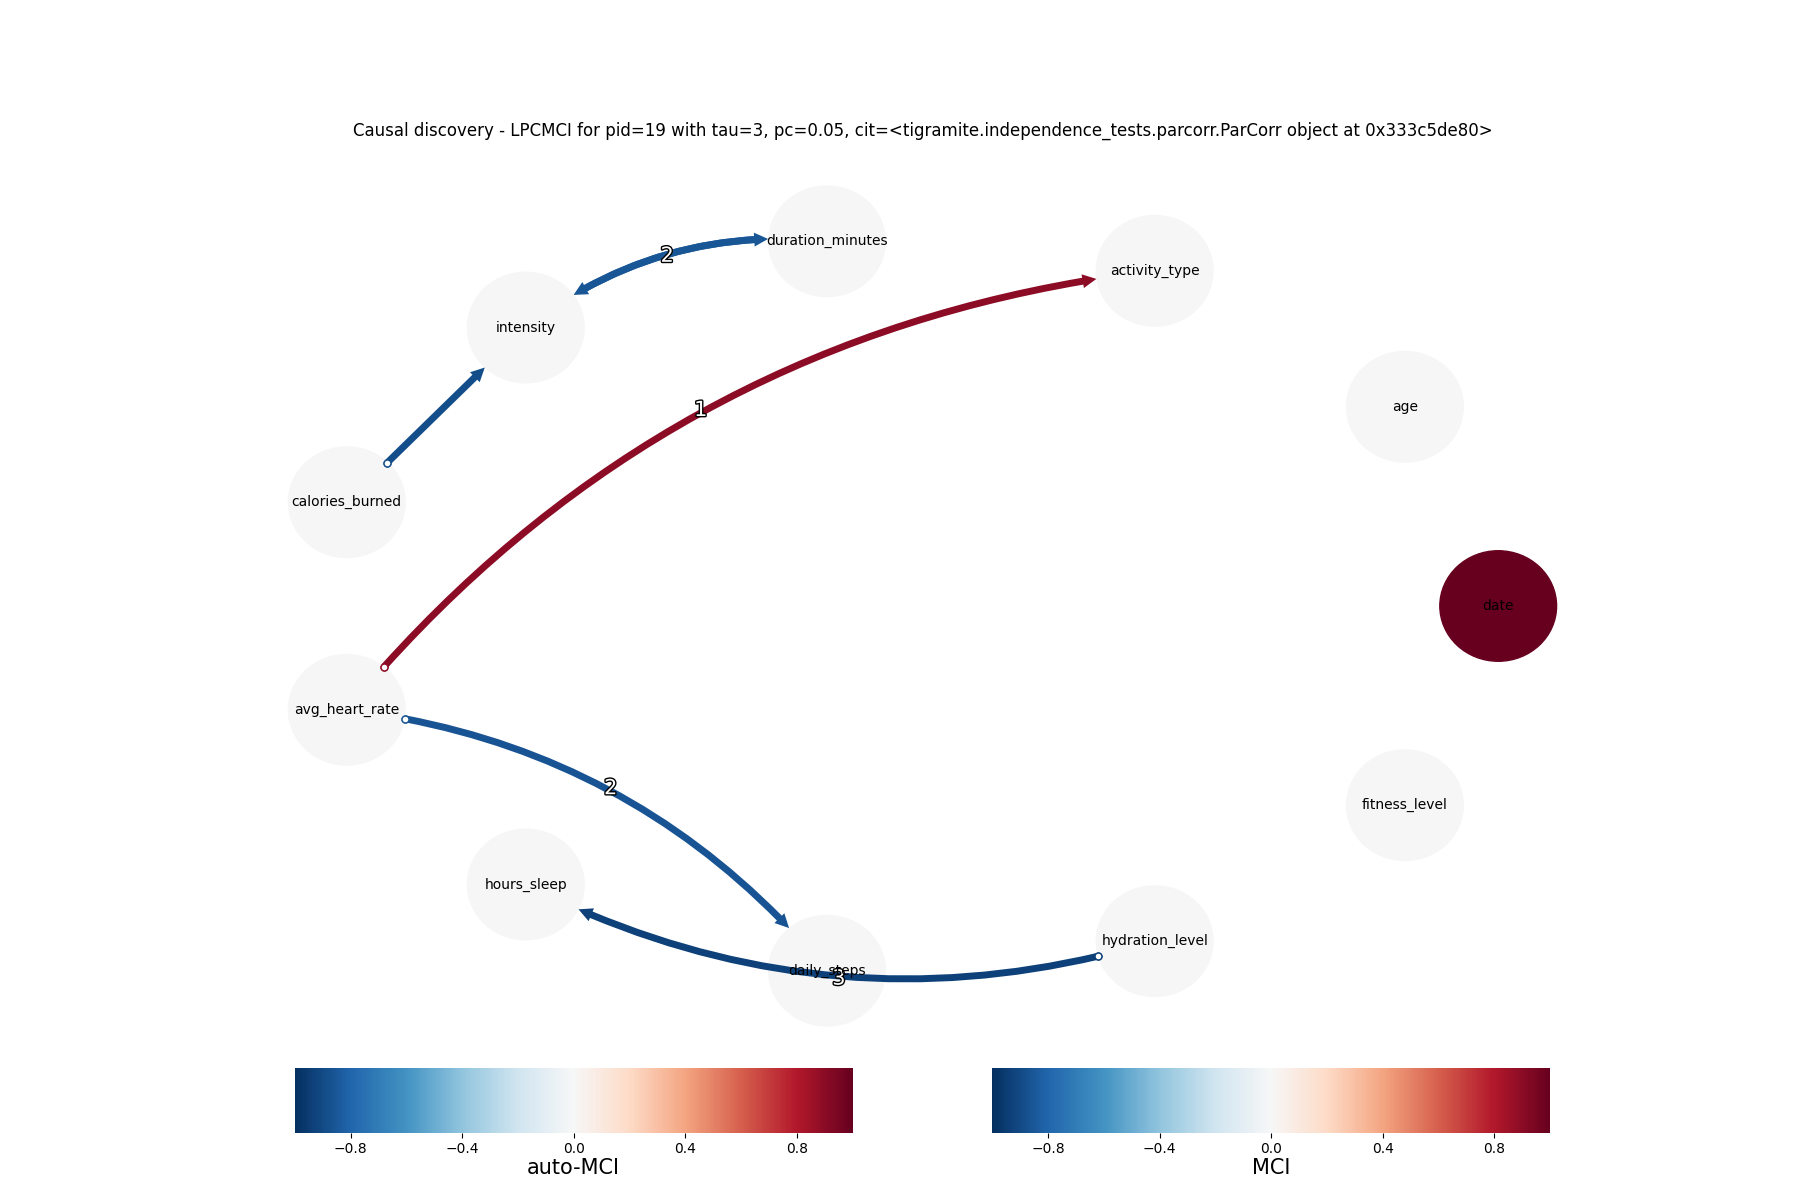 Causal discovery - LPCMCI for pid=19 with tau=3, pc=0.05, cit=<tigramite.independence_tests.parcorr.ParCorr object at 0x333c5de80>
duration_minutes
2
activity_type
intensity
1
age
calories_burned
date
avg_heart_rate
2
fitness_level
hours_sleep
hydration_level
daily_steps
3
−0.8 −0.4 0.0 0.4 0.8
auto-MCI
−0.8 −0.4 0.0 0.4 0.8
MCI